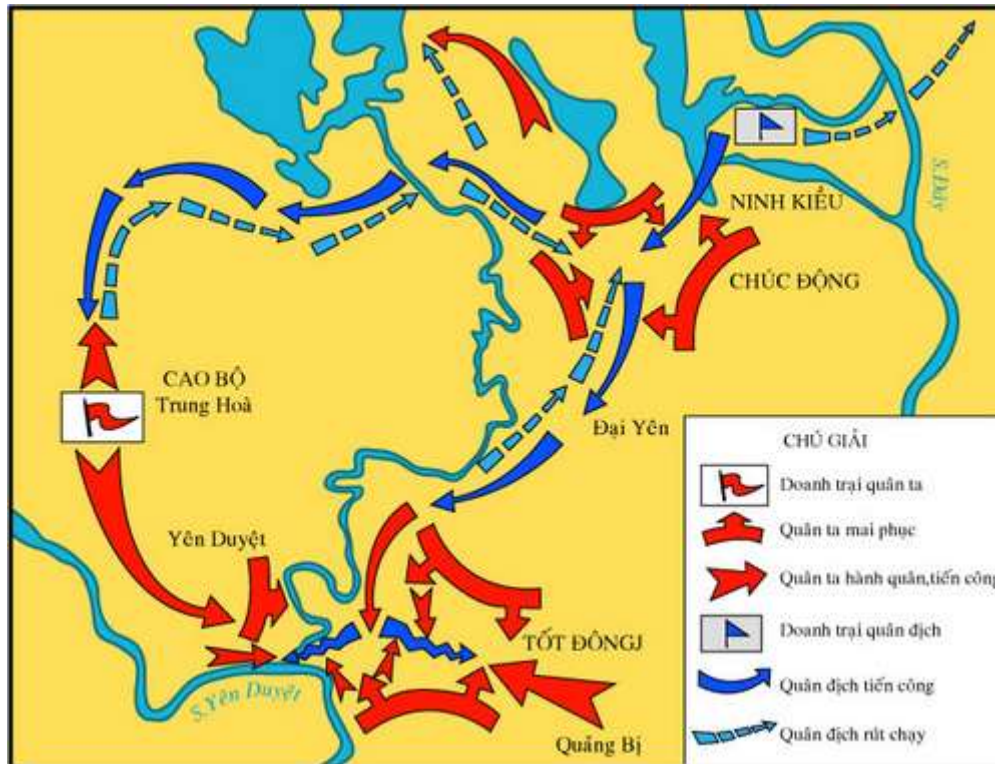 S.Đáy
NINH KIỀU
CHÚC ĐỘNG
CAO BỘ
Trung Hoà
Đại Yên
Yên Duyệt
TỐT ĐÔNGJ
S.Yên Duyệt
Quảng Bị
CHÚ GIẢI
Doanh trại quân ta
Quân ta mai phục
Quân ta hành quân,tiến công
Doanh trại quân địch
Quân địch tiến công
Quân địch rút chạy